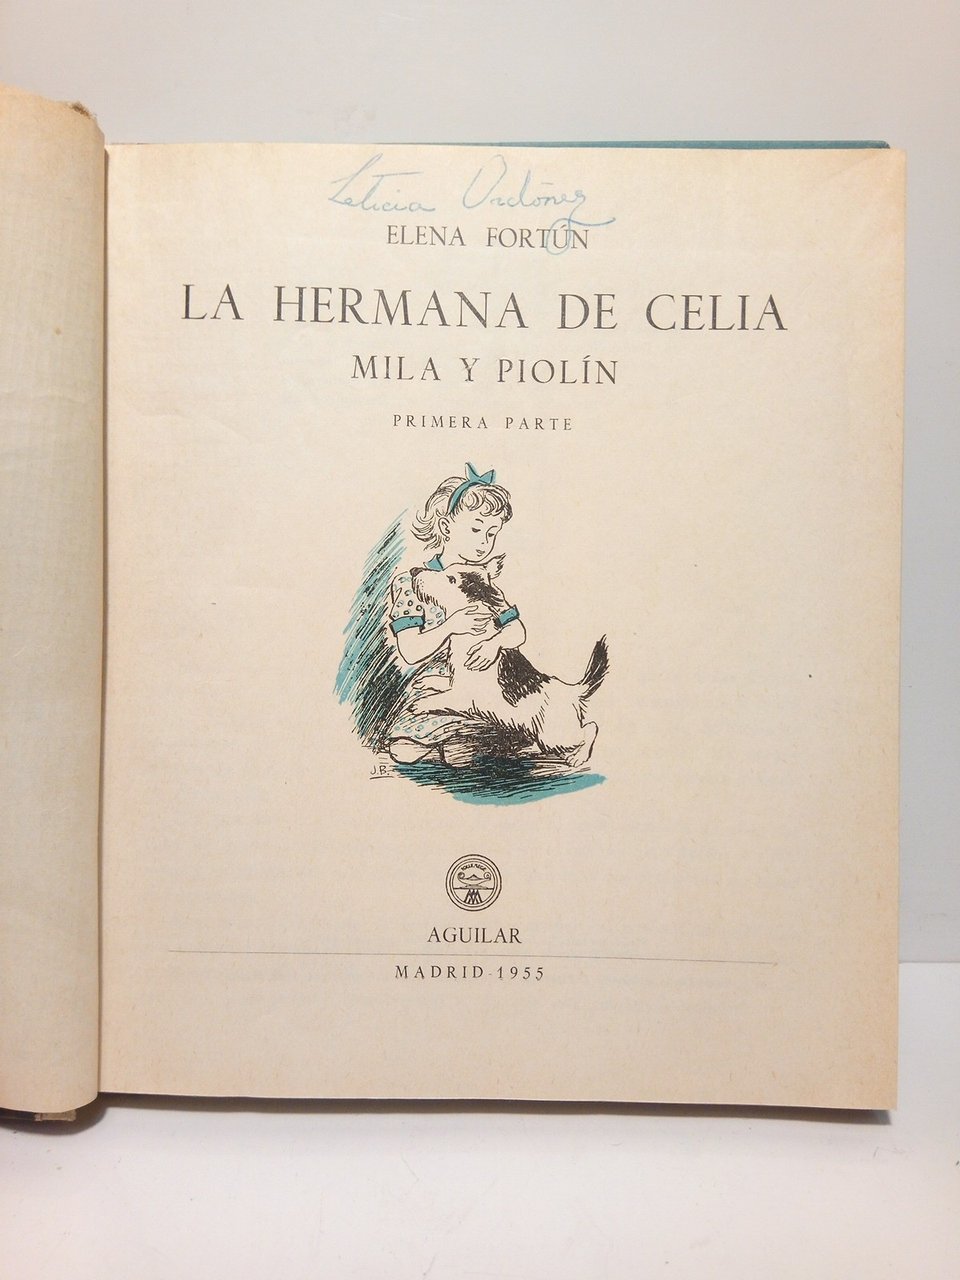 Leticia Ordóñez
ELENA FORTÚN
LA HERMANA DE CELIA
MILA Y PIOLÍN
PRIMERA PARTE
J.B.
AGUILAR
MADRID-1955